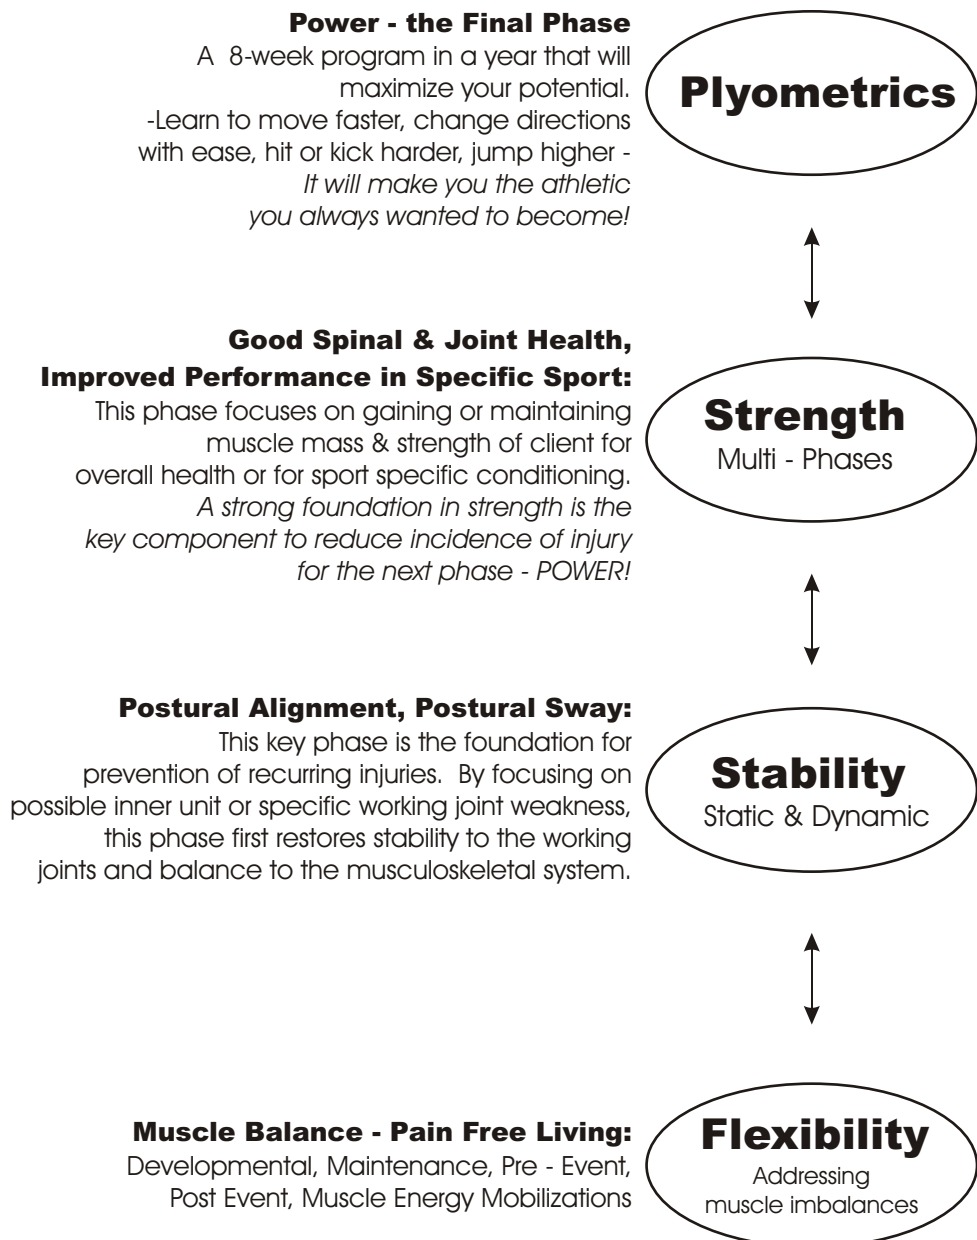 Power - the Final Phase
A 8-week program in a year that will
maximize your potential.
-Learn to move faster, change directions
with ease, hit or kick harder, jump higher -
It will make you the athletic
you always wanted to become!
Plyometrics
Good Spinal & Joint Health,
Improved Performance in Specific Sport:
This phase focuses on gaining or maintaining
muscle mass & strength of client for
overall health or for sport specific conditioning.
A strong foundation in strength is the
key component to reduce incidence of injury
for the next phase - POWER!
Strength
Multi - Phases
Postural Alignment, Postural Sway:
This key phase is the foundation for
prevention of recurring injuries. By focusing on
possible inner unit or specific working joint weakness,
this phase first restores stability to the working
joints and balance to the musculoskeletal system.
Stability
Static & Dynamic
Muscle Balance - Pain Free Living:
Developmental, Maintenance, Pre - Event,
Post Event, Muscle Energy Mobilizations
Flexibility
Addressing
muscle imbalances